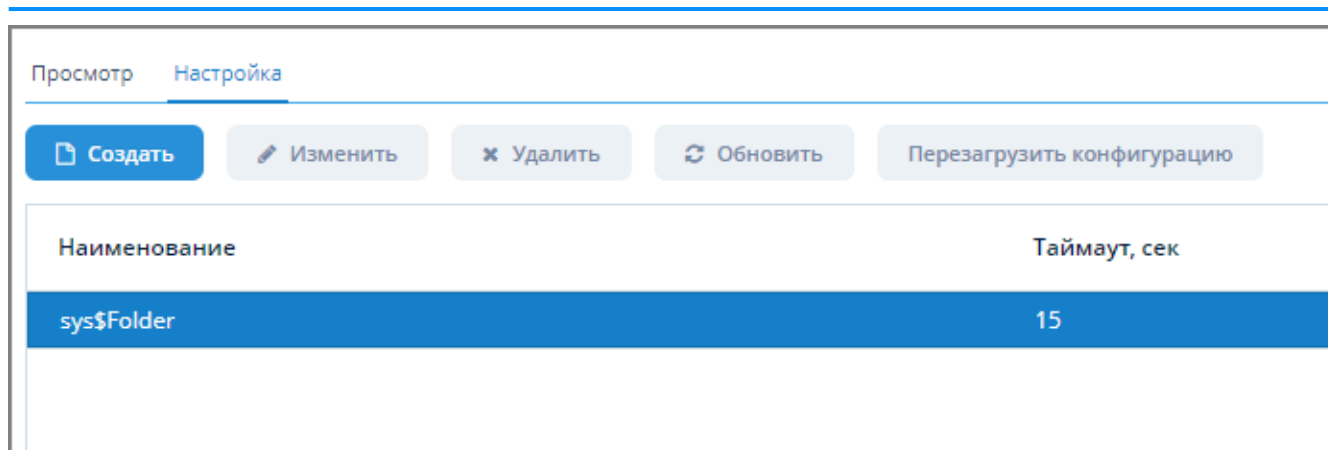 Просмотр Настройка
Создать Изменить Удалить Обновить Перезагрузить конфигурацию
Наименование Таймаут, сек
sys$Folder 15